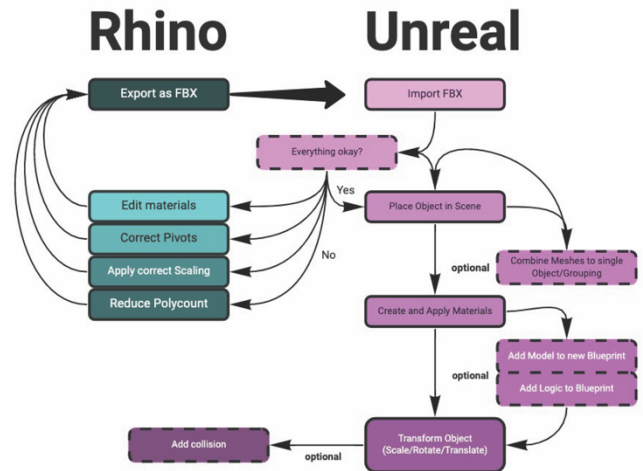 Rhino
Unreal
Export as FBX
Import FBX
Everything okay?
Yes
No
Edit materials
Correct Pivots
Apply correct Scaling
Reduce Polycount
Place Object in Scene
optional
Combine Meshes to single
Object/Grouping
Create and Apply Materials
optional
Add Model to new Blueprint
Add Logic to Blueprint
Transform Object
(Scale/Rotate/Translate)
optional
Add collision